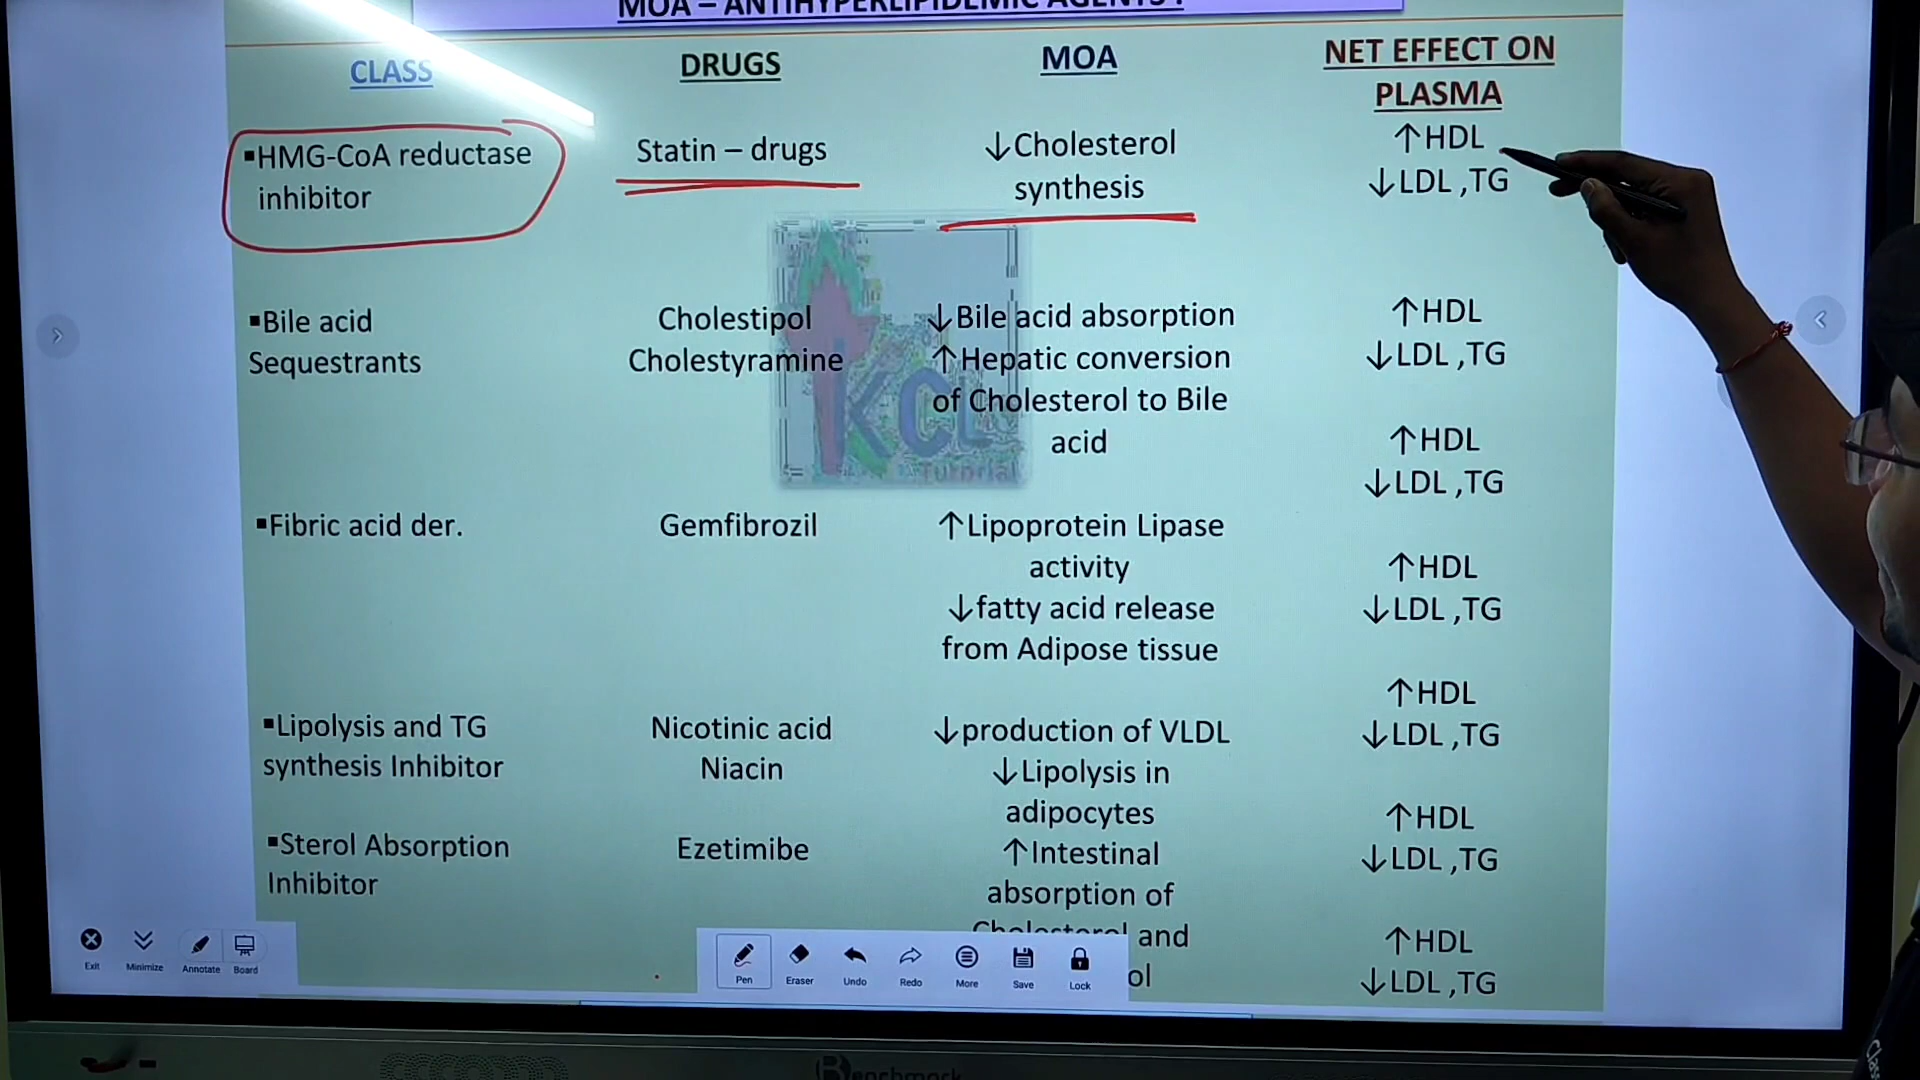 MOA – ANTIHYPERLIPIDEMIC AGENTS :
CLASS
DRUGS
MOA
NET EFFECT ON
PLASMA
▪HMG-CoA reductase
inhibitor
Statin – drugs
↓Cholesterol
synthesis
↑HDL
↓LDL ,TG
▪Bile acid
Sequestrants
Cholestipol
Cholestyramine
↓Bile acid absorption
↑Hepatic conversion
of Cholesterol to Bile
acid
↑HDL
↓LDL ,TG
↑HDL
↓LDL ,TG
▪Fibric acid der.
Gemfibrozil
↑Lipoprotein Lipase
activity
↓fatty acid release
from Adipose tissue
↑HDL
↓LDL ,TG
▪Lipolysis and TG
synthesis Inhibitor
Nicotinic acid
Niacin
↓production of VLDL
↓Lipolysis in
adipocytes
↑HDL
↓LDL ,TG
▪Sterol Absorption
Inhibitor
Ezetimibe
↑Intestinal
absorption of
Cholesterol and
ol
↑HDL
↓LDL ,TG
↑HDL
↓LDL ,TG
KCL
Tutorial
Exit
Minimize
Annotate
Board
Pen
Eraser
Undo
Redo
More
Save
Lock
Benchmark
Clas